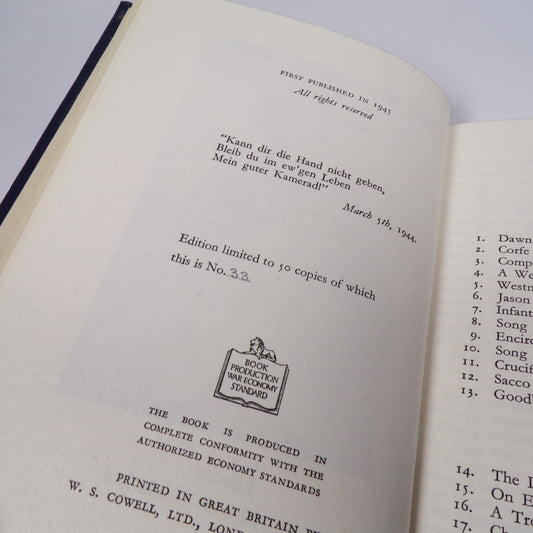 FIRST PUBLISHED IN 1945
All rights reserved
"Kann dir die Hand nicht geben,
Bleib du im ew'gen Leben
Mein guter Kamerad!"
March 5th, 1944.
Edition limited to 50 copies of which
this is No. 33
BOOK
PRODUCTION
WAR ECONOMY
STANDARD
THE BOOK IS PRODUCED IN
COMPLETE CONFORMITY WITH THE
AUTHORIZED ECONOMY STANDARDS
PRINTED IN GREAT BRITAIN BY
W. S. COWELL, LTD.,
1. Dawn
2. Corfe
3. Comp
4. A We
5. Westm
6. Jason
7. Infant
8. Song
9. Encirc
10. Song
11. Crucif
12. Sacco
13. Goodb
14. The
15. On E
16. A Tro
17.